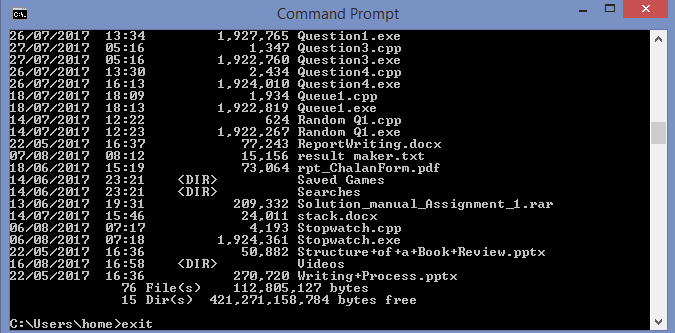 Command Prompt
26/07/2017 13:34 1,927,765 Question1.exe
27/07/2017 05:16 1,347 Question3.cpp
27/07/2017 05:16 1,922,760 Question3.exe
26/07/2017 13:30 2,434 Question4.cpp
26/07/2017 16:13 1,924,010 Question4.exe
18/07/2017 18:09 1,934 Queue1.cpp
18/07/2017 18:13 1,922,819 Queue1.exe
14/07/2017 12:22 624 Random Q1.cpp
14/07/2017 12:23 1,922,267 Random Q1.exe
22/05/2017 16:37 77,243 ReportWriting.docx
07/08/2017 08:12 15,156 result maker.txt
18/06/2017 15:19 73,064 rpt_ChalanForm.pdf
14/06/2017 23:21 <DIR> Saved Games
14/06/2017 23:21 <DIR> Searches
13/06/2017 19:31 209,332 Solution_manual_Assignment_1.rar
14/07/2017 15:46 24,011 stack.docx
06/08/2017 07:17 4,193 Stopwatch.cpp
06/08/2017 07:18 1,924,361 Stopwatch.exe
22/05/2017 16:36 50,882 Structure+of+a+Book+Review.pptx
16/08/2017 16:58 <DIR> Videos
22/05/2017 16:36 270,720 Writing+Process.pptx
76 File(s) 112,805,127 bytes
15 Dir(s) 421,271,158,784 bytes free
C:\Users\home>exit